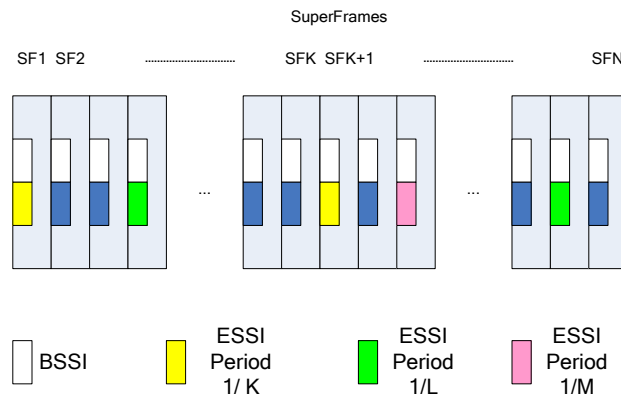 SuperFrames
SF1 SF2 ............................ SFK SFK+1 ............................ SFN
... ...
BSSI
ESSI
Period
1/ K
ESSI
Period
1/L
ESSI
Period
1/M